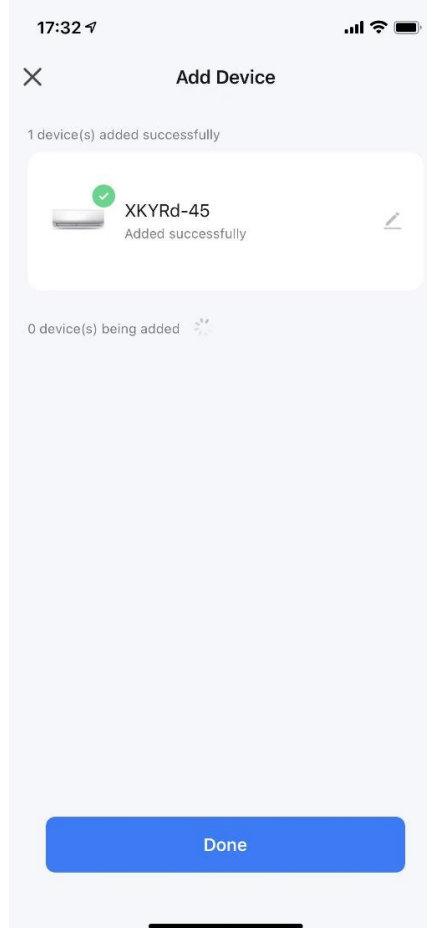 17:32
Add Device
1 device(s) added successfully
XKYRd-45
Added successfully
0 device(s) being added
Done